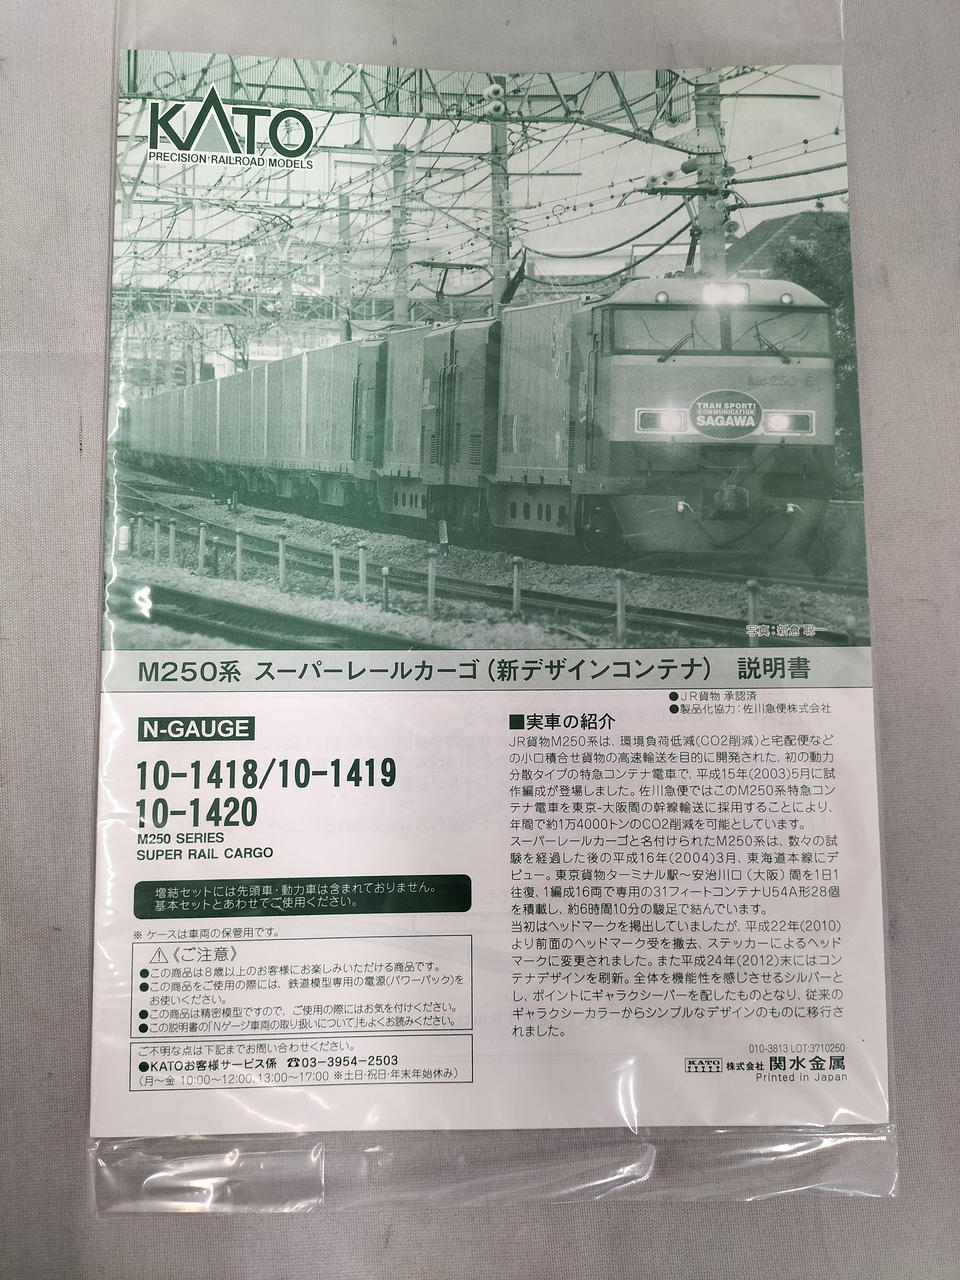 KATO
PRECISION RAILROAD MODELS
Mc250-6
TRANSPORT!
COMMUNICATION
SAGAWA
写真:新倉 聡一
M250系 スーパーレールカーゴ(新デザインコンテナ) 説明書
●JR貨物 承認済
●製品化協力:佐川急便株式会社
N-GAUGE
10-1418/10-1419
10-1420
M250 SERIES
SUPER RAIL CARGO
増結セットには先頭車・動力車は含まれておりません。
基本セットとあわせてご使用ください。
※ ケースは車両の保管用です。
⚠《ご注意》
●この商品は8歳以上のお客様にお楽しみいただける商品です。
●この商品をご使用の際には、鉄道模型専用の電源(パワーパック)を
お使いください。
●この商品は精密模型ですので、ご使用の際にはお気を付けください。
●この説明書の「Nゲージ車両の取り扱いについて」もよくお読みください。
ご不明な点は下記までお問い合わせください。
●KATOお客様サービス係 ☎03-3954-2503
(月〜金 10:00〜12:00、13:00〜17:00 ※土日・祝日・年末年始休み)
■実車の紹介
JR貨物M250系は、環境負荷低減(CO2削減)と宅配便など
の小口積合せ貨物の高速輸送を目的に開発された、初の動力
分散タイプの特急コンテナ電車で、平成15年(2003)5月に試
作編成が登場しました。佐川急便ではこのM250系特急コン
テナ電車を東京-大阪間の幹線輸送に採用することにより、
年間で約1万4000トンのCO2削減を可能としています。
スーパーレールカーゴと名付けられたM250系は、数々の試
験を経過した後の平成16年(2004)3月、東海道本線にデ
ビュー。東京貨物ターミナル駅〜安治川口(大阪)間を1日1
往復、1編成16両で専用の31フィートコンテナU54A形28個
を積載し、約6時間10分の駿足で結んでいます。
当初はヘッドマークを掲出していましたが、平成22年(2010)
より前面のヘッドマーク受を撤去、ステッカーによるヘッド
マークに変更されました。また平成24年(2012)末にはコン
テナデザインを刷新。全体を機能性を感じさせるシルバーと
し、ポイントにギャラクシーバーを配したものとなり、従来の
ギャラクシーカラーからシンプルなデザインのものに移行さ
れました。
010-3813 LOT:3710250
KATO 株式会社 関水金属
Printed in Japan